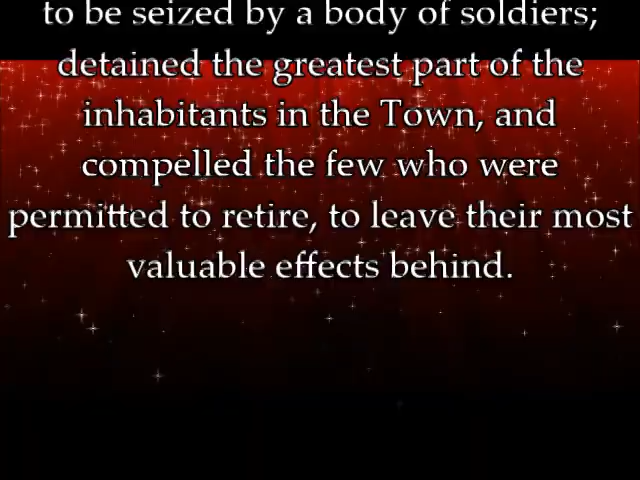 to be seized by a body of soldiers;
detained the greatest part of the
inhabitants in the Town, and
compelled the few who were
permitted to retire, to leave their most
valuable effects behind.